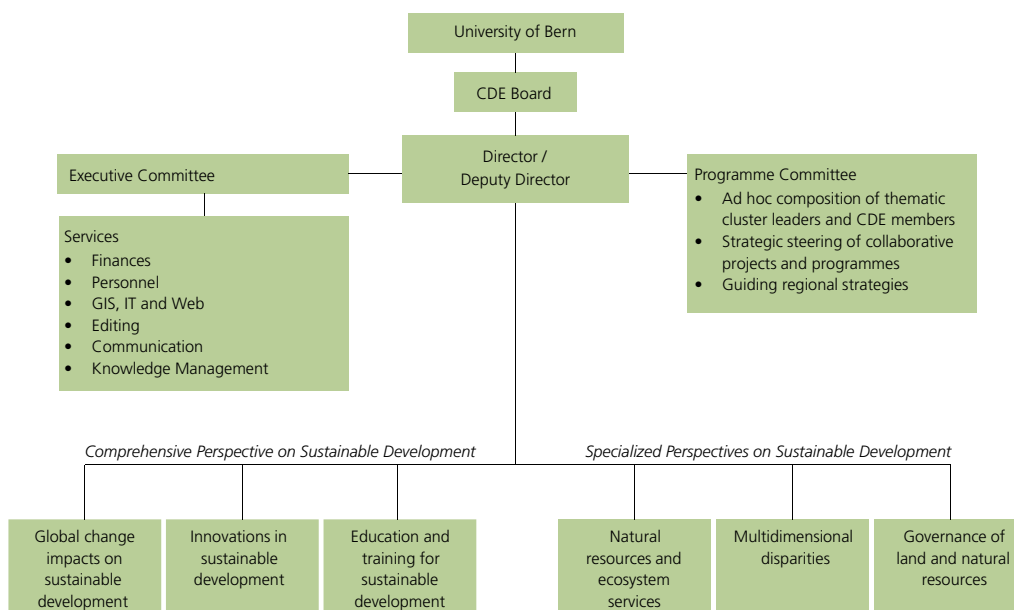 University of Bern
CDE Board
Director /
Deputy Director
Executive Committee
Services
• Finances
• Personnel
• GIS, IT and Web
• Editing
• Communication
• Knowledge Management
Programme Committee
• Ad hoc composition of thematic
cluster leaders and CDE members
• Strategic steering of collaborative
projects and programmes
• Guiding regional strategies
Comprehensive Perspective on Sustainable Development
Global change
impacts on
sustainable
development
Innovations in
sustainable
development
Education and
training for
sustainable
development
Specialized Perspectives on Sustainable Development
Natural
resources and
ecosystem
services
Multidimensional
disparities
Governance of
land and natural
resources